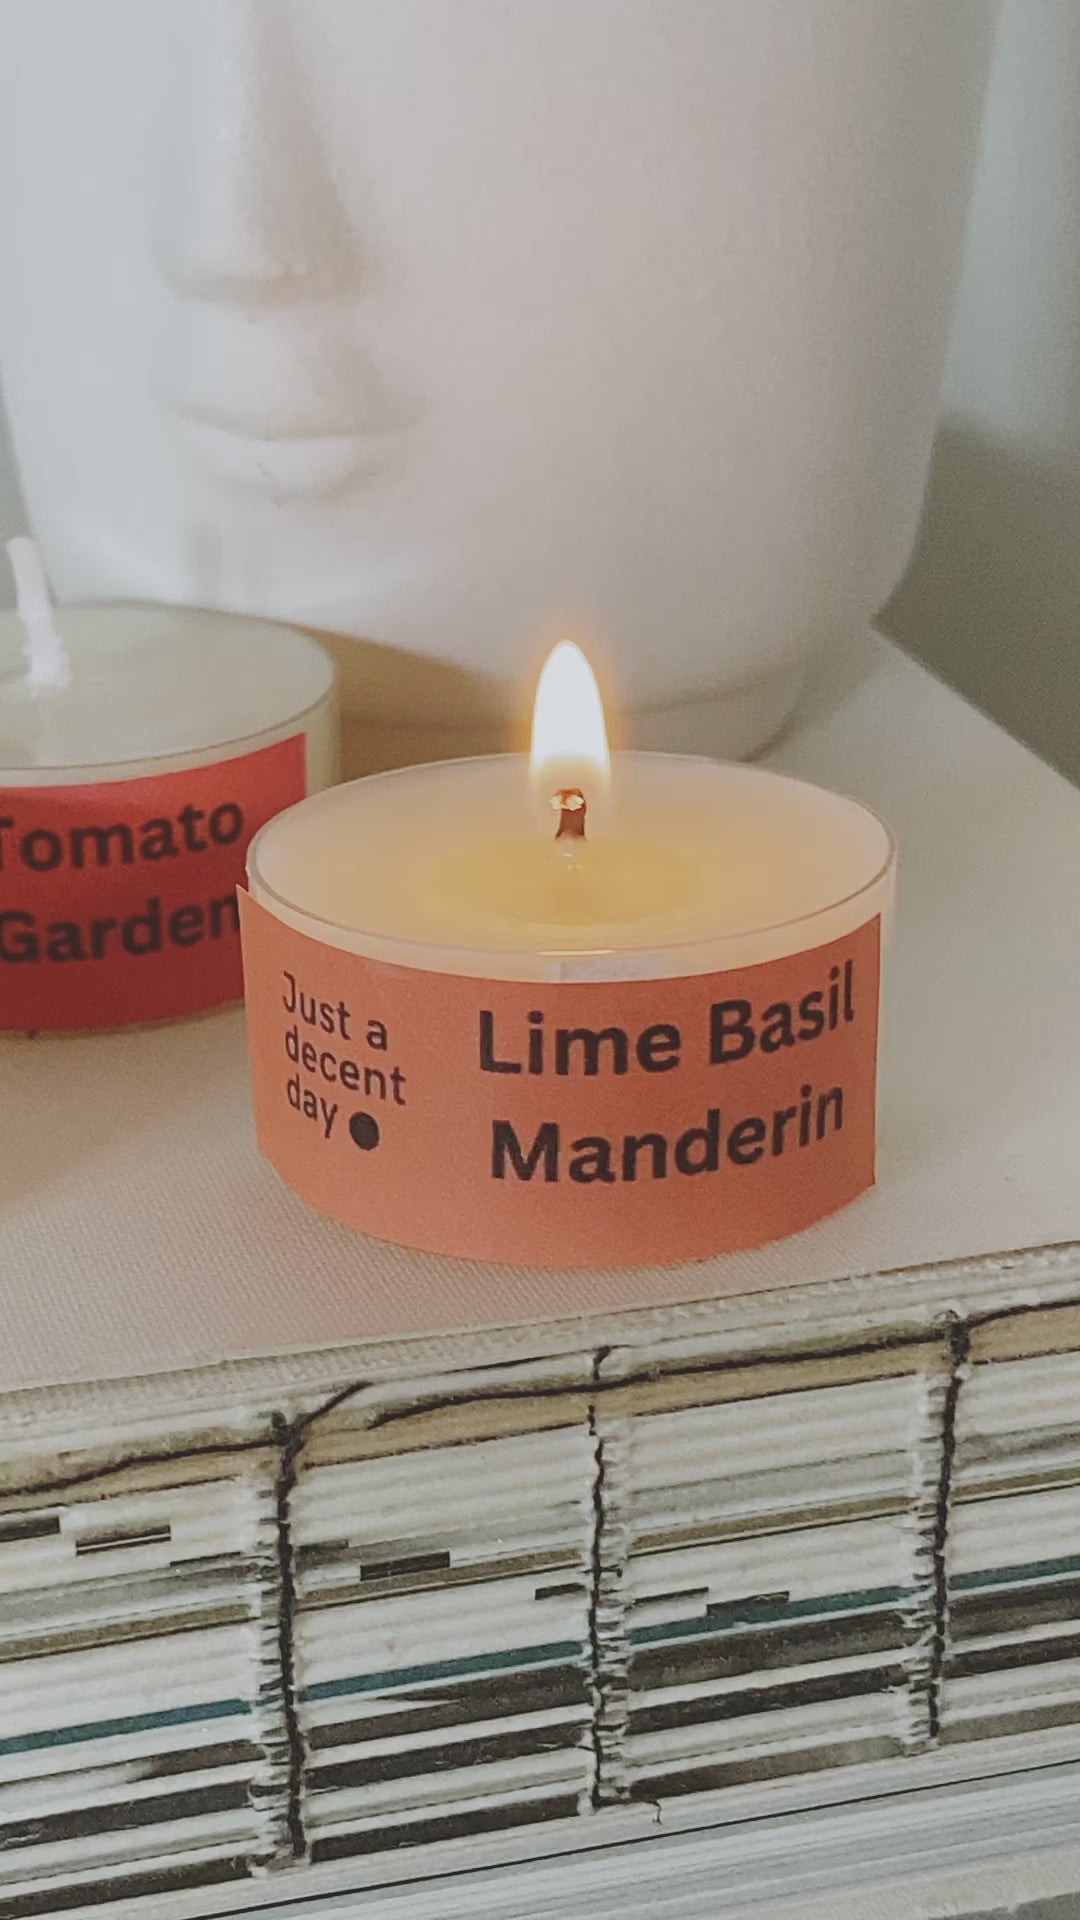 Tomato
Garden
Just a
decent
day
Lime Basil
Manderin